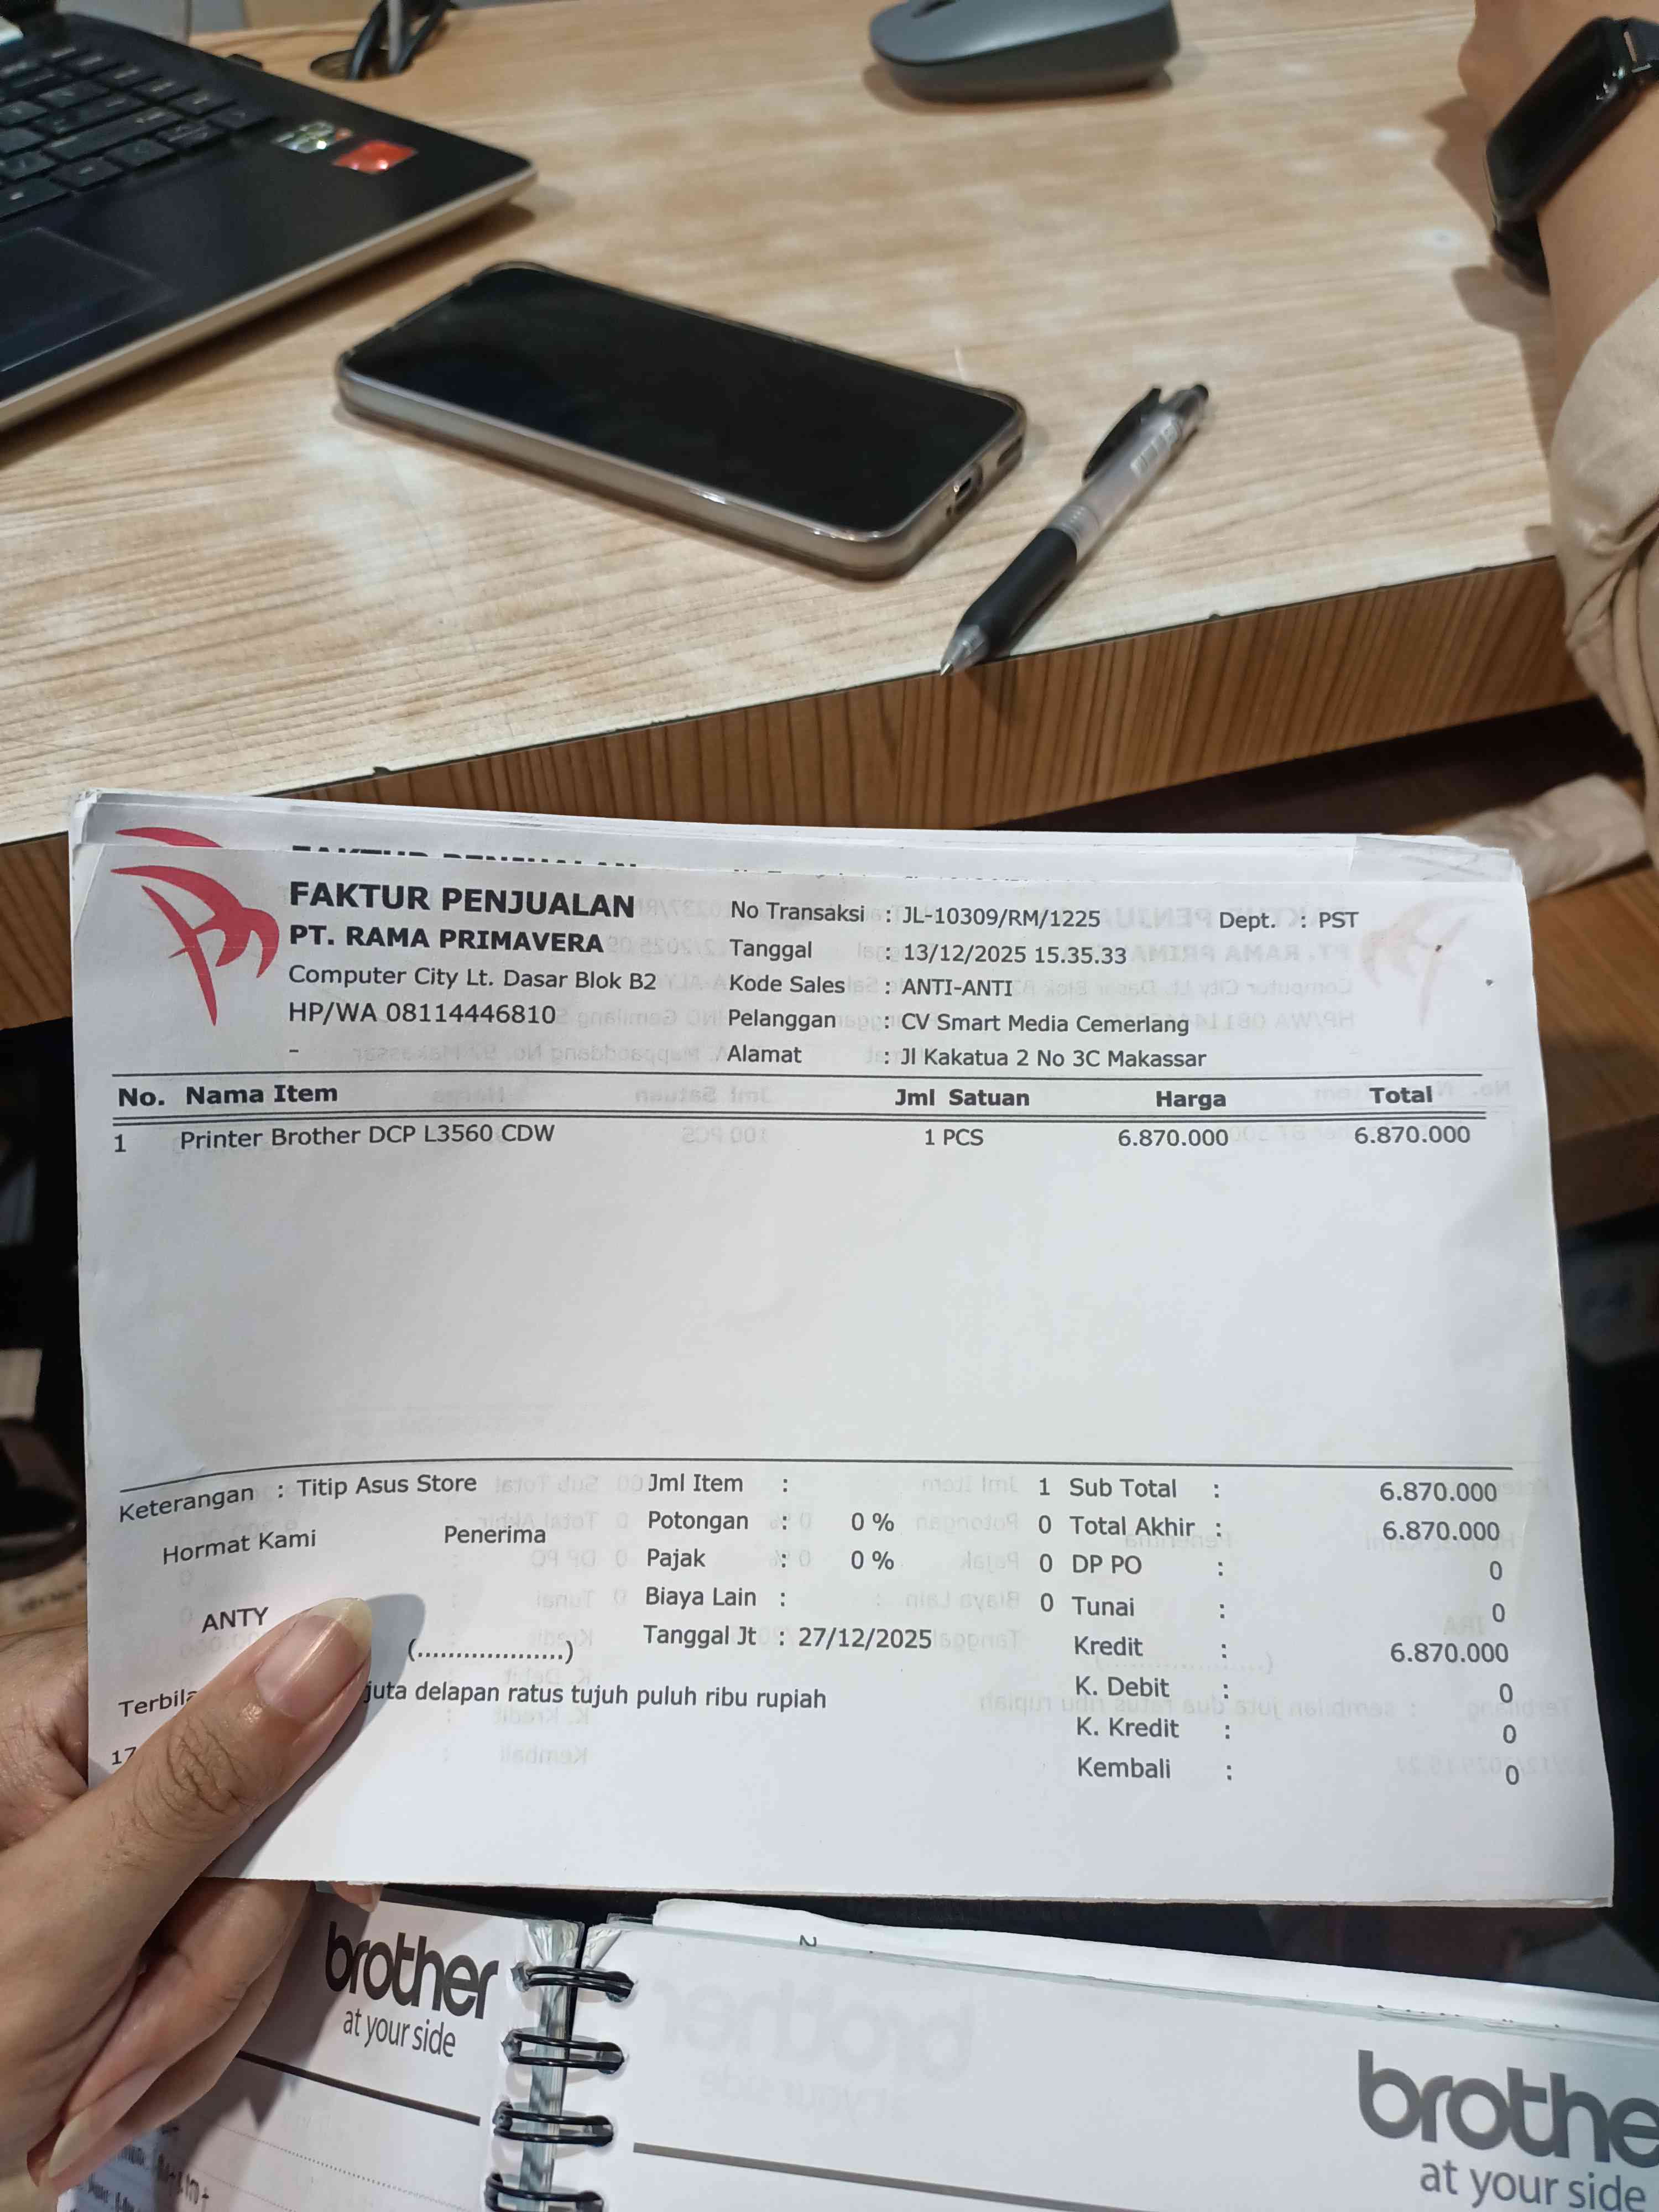 FAKTUR PENJUALAN
PT. RAMA PRIMAVERA
Computer City Lt. Dasar Blok B2
HP/WA 08114446810
-
No Transaksi : JL-10309/RM/1225 Dept. : PST
Tanggal : 13/12/2025 15.35.33
Kode Sales : ANTI-ANTI
Pelanggan : CV Smart Media Cemerlang
Alamat : Jl Kakatua 2 No 3C Makassar
No. Nama Item Jml Satuan Harga Total
1 Printer Brother DCP L3560 CDW 1 PCS 6.870.000 6.870.000
Keterangan : Titip Asus Store
Hormat Kami Penerima
ANTY
(...................)
Jml Item : 1
Potongan : 0 % 0
Pajak : 0 % 0
Biaya Lain : 0
Tanggal Jt : 27/12/2025
Sub Total : 6.870.000
Total Akhir : 6.870.000
DP PO : 0
Tunai : 0
Kredit : 6.870.000
K. Debit : 0
K. Kredit : 0
Kembali : 0
juta delapan ratus tujuh puluh ribu rupiah
17
brother
at your side
2
brothe
at your side